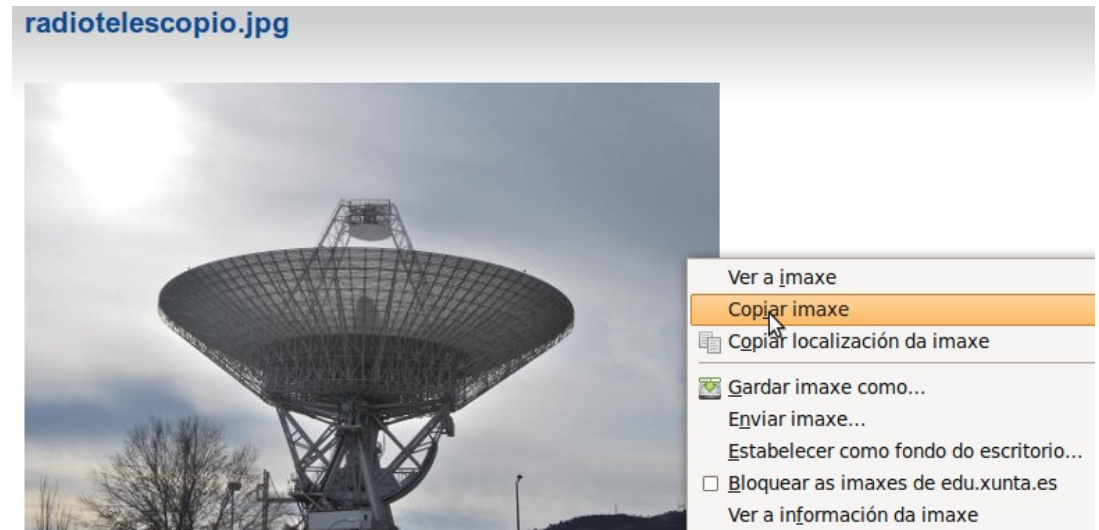 radiotelescopio.jpg
Ver a imaxe
Copiar imaxe
Copiar localización da imaxe
Gardar imaxe como...
Enviar imaxe...
Estabelecer como fondo do escritorio...
Bloquear as imaxes de edu.xunta.es
Ver a información da imaxe